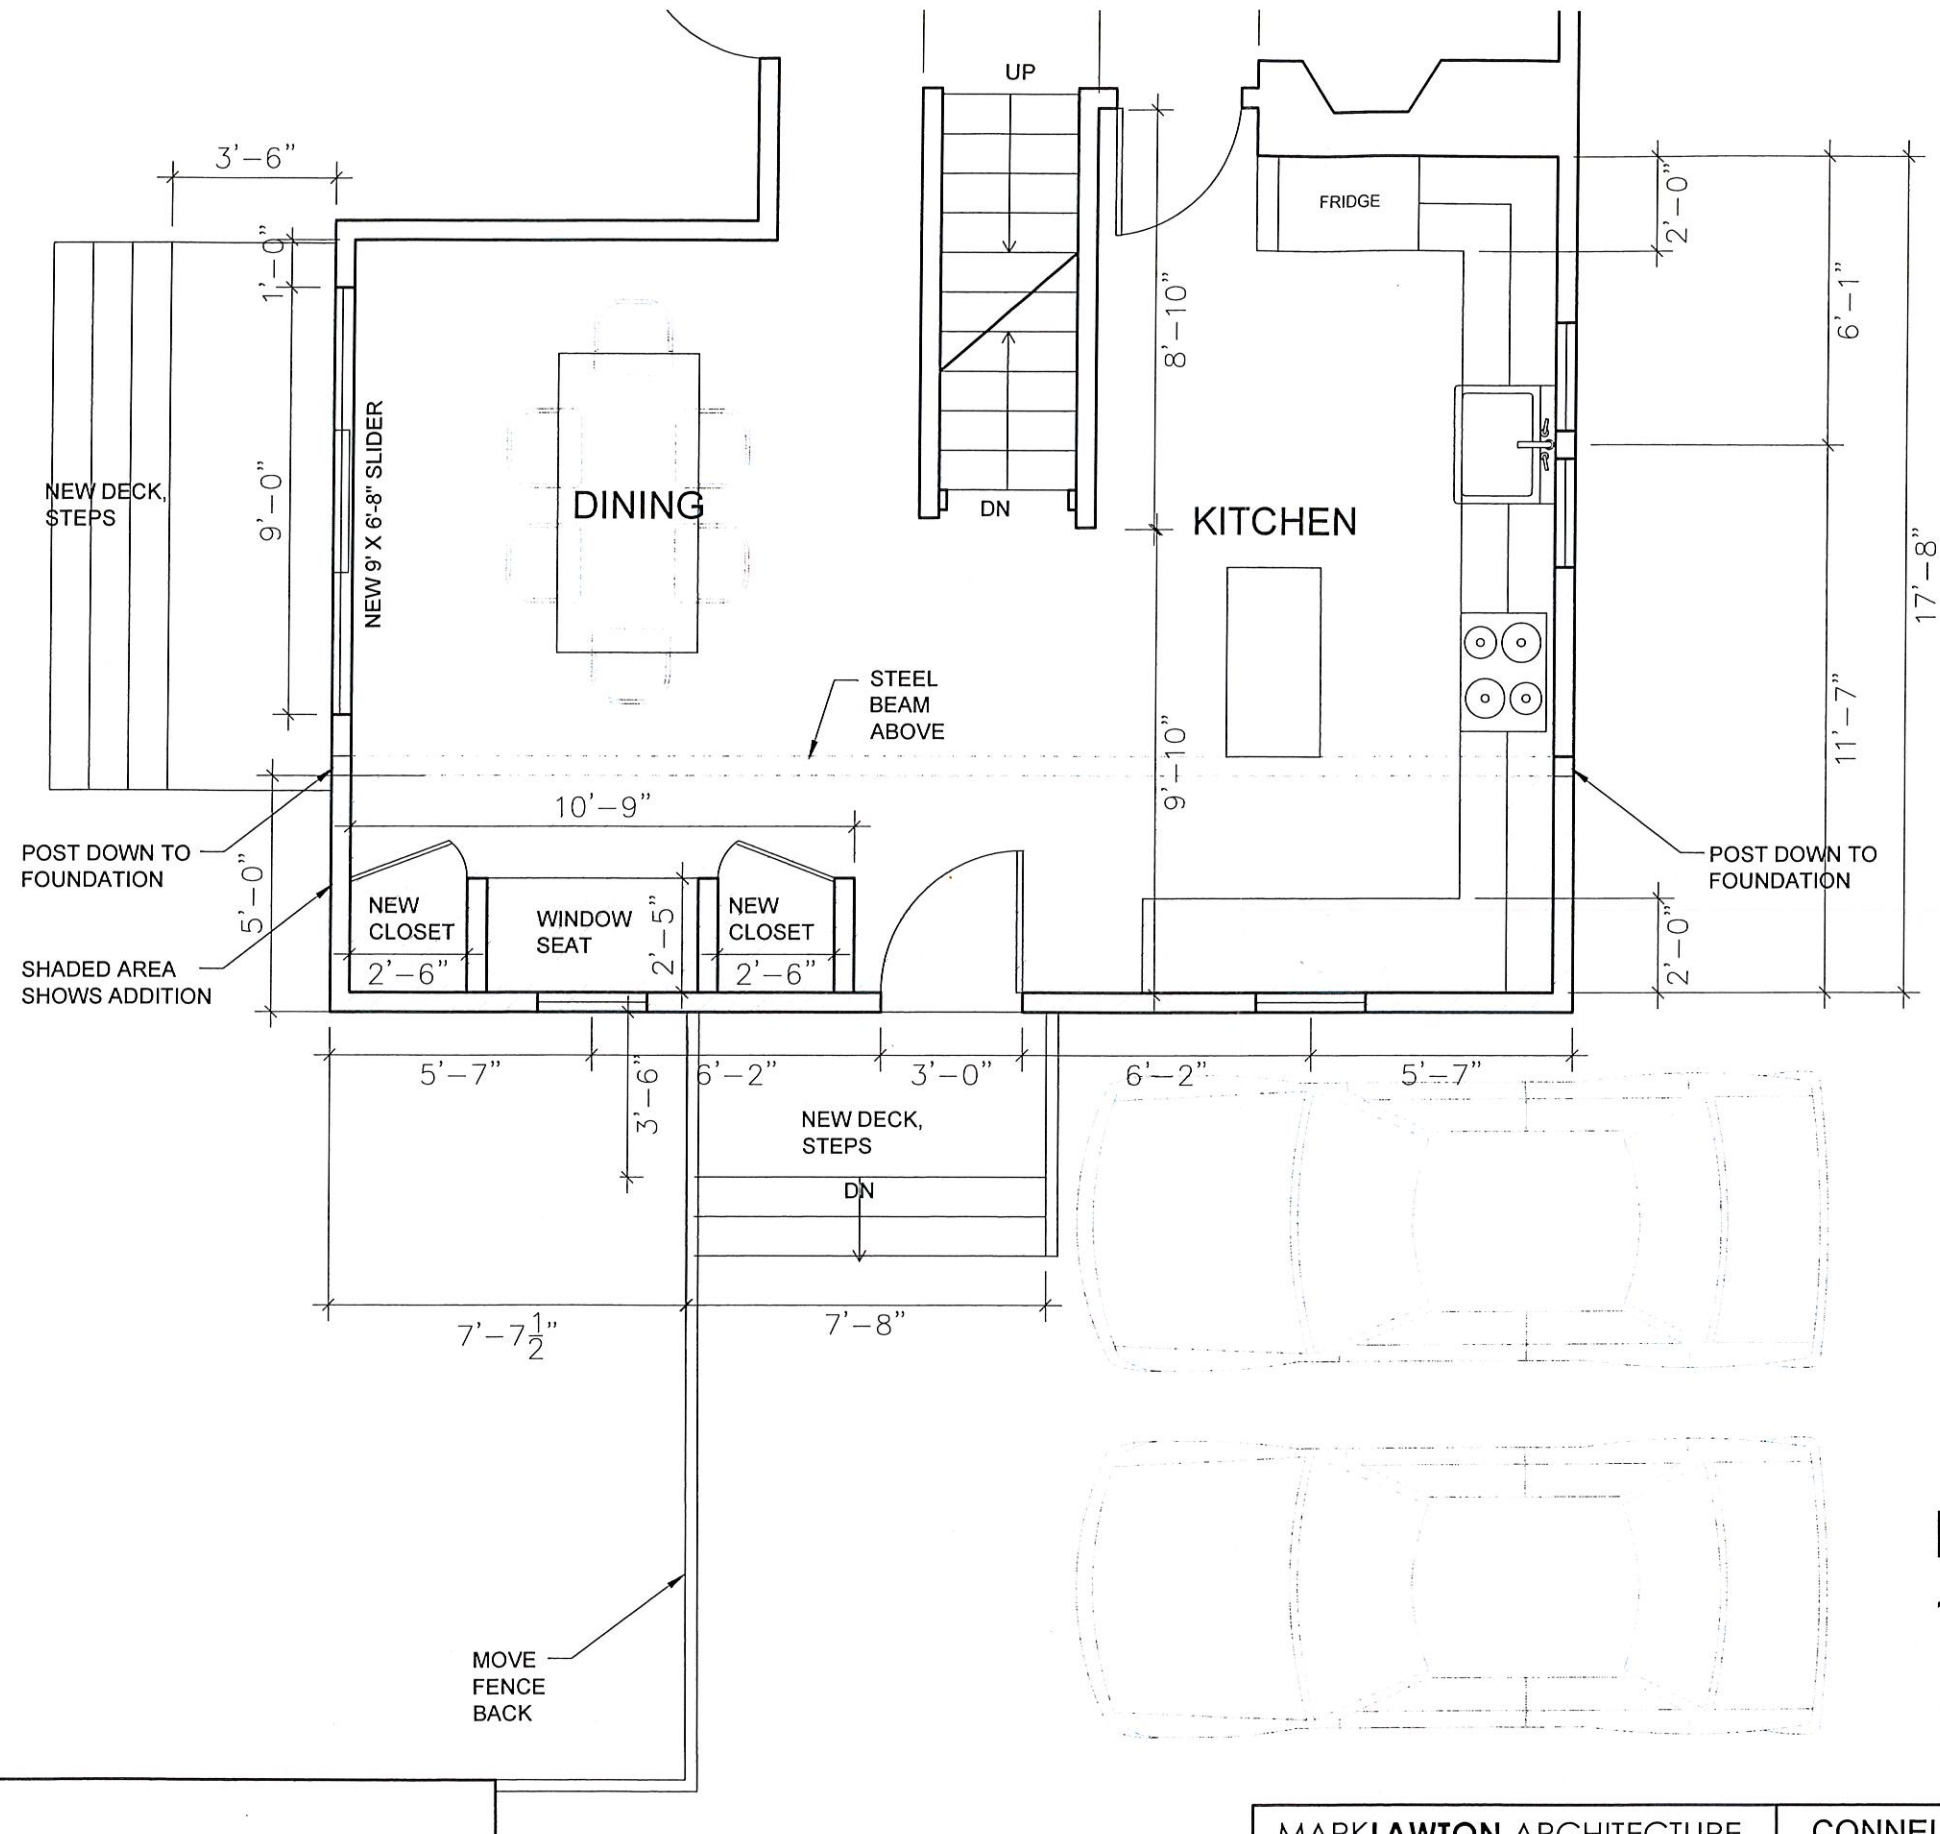 UP
3'-6"
FRIDGE
2'-0"
1'-0"
8'-10"
6'-1"
NEW 9' X 6'-8" SLIDER
NEW DECK,
STEPS
9'-0"
DINING
DN
KITCHEN
17'-8"
STEEL
BEAM
ABOVE
11'-7"
9'-10"
10'-9"
POST DOWN TO
FOUNDATION
POST DOWN TO
FOUNDATION
5'-0"
NEW
CLOSET
2'-6"
WINDOW
SEAT
2'-5"
NEW
CLOSET
2'-6"
2'-0"
SHADED AREA
SHOWS ADDITION
5'-7"
3'-6"
6'-2"
3'-0"
6'-2"
5'-7"
NEW DECK,
STEPS
DN
7'-7 1/2"
7'-8"
MOVE
FENCE
BACK
MARKLAWTON ARCHITECTURE